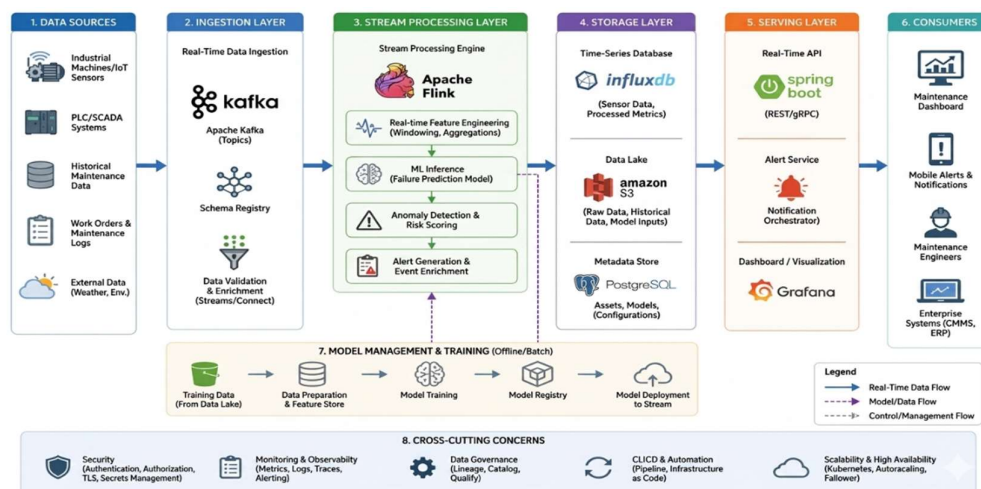 1. DATA SOURCES
Industrial
Machines/IoT
Sensors
PLC/SCADA
Systems
Historical
Maintenance
Data
Work Orders &
Maintenance
Logs
External Data
(Weather, Env.)
2. INGESTION LAYER
Real-Time Data Ingestion
kafka
Apache Kafka
(Topics)
Schema Registry
Data Validation
& Enrichment
(Streams/Connect)
3. STREAM PROCESSING LAYER
Stream Processing Engine
Apache
Flink
Real-time Feature Engineering
(Windowing, Aggregations)
ML Inference
(Failure Prediction Model)
Anomaly Detection &
Risk Scoring
Alert Generation &
Event Enrichment
4. STORAGE LAYER
Time-Series Database
influxdb
(Sensor Data,
Processed Metrics)
Data Lake
amazon
S3
(Raw Data, Historical
Data, Model Inputs)
Metadata Store
PostgreSQL
Assets, Models,
(Configurations)
5. SERVING LAYER
Real-Time API
spring
boot
(REST/gRPC)
Alert Service
Notification
Orchestrator)
Dashboard / Visualization
Grafana
6. CONSUMERS
Maintenance
Dashboard
Mobile Alerts &
Notifications
Maintenance
Engineers
Enterprise
Systems (CMMS,
ERP)
7. MODEL MANAGEMENT & TRAINING (Offline/Batch)
Training Data
(From Data Lake)
Data Preparation
& Feature Store
Model Training
Model Registry
Model Deployment
to Stream
Legend
Real-Time Data Flow
Model/Data Flow
Control/Management Flow
8. CROSS-CUTTING CONCERNS
Security
(Authentication, Authorization,
TLS, Secrets Management)
Monitoring & Observabilty
(Metrics, Logs, Traces,
Alerting)
Data Governance
(Lineage, Catalog,
Qualify)
CLICD & Automation
(Pipeline, Infrastructure
as Code)
Scalability & High Availability
(Kubernetes, Autoracaling,
Fallower)